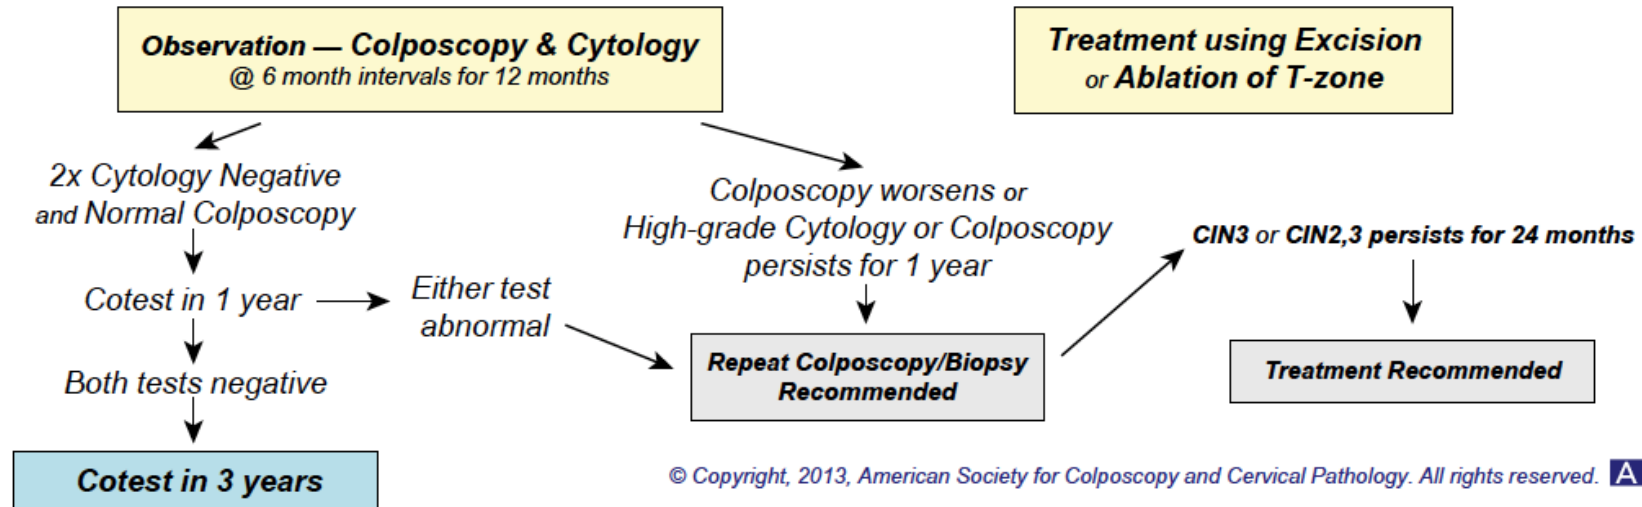 Observation — Colposcopy & Cytology
@ 6 month intervals for 12 months
Treatment using Excision
or Ablation of T-zone
2x Cytology Negative
and Normal Colposcopy
Colposcopy worsens or
High-grade Cytology or Colposcopy
persists for 1 year
CIN3 or CIN2,3 persists for 24 months
Cotest in 1 year
Either test
abnormal
Repeat Colposcopy/Biopsy
Recommended
Treatment Recommended
Both tests negative
Cotest in 3 years
© Copyright, 2013, American Society for Colposcopy and Cervical Pathology. All rights reserved. A